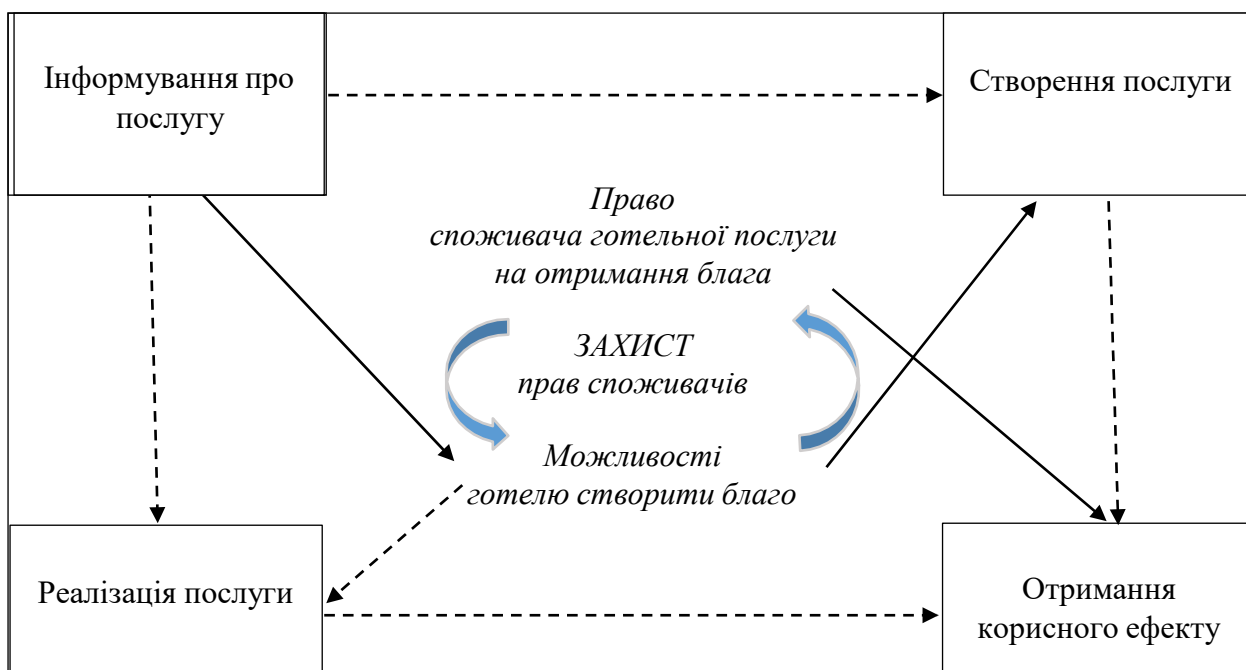 Інформування про
послугу
Створення послуги
Право
споживача готельної послуги
на отримання блага
ЗАХИСТ
прав споживачів
Можливості
готелю створити благо
Реалізація послуги
Отримання
корисного ефекту